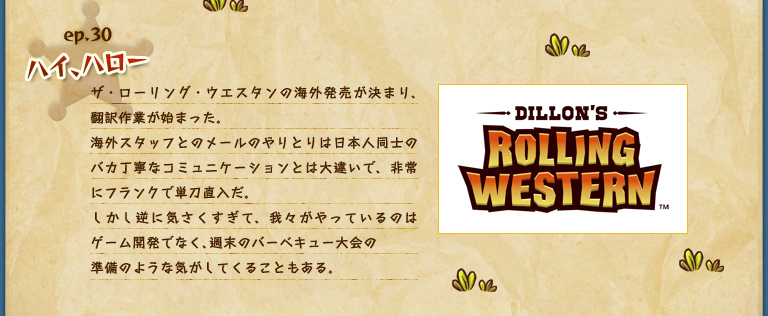 ep.30
ハイ、ハロー
ザ・ローリング・ウエスタンの海外発売が決まり、
翻訳作業が始まった。
海外スタッフとのメールのやりとりは日本人同士の
バカ丁寧なコミュニケーションとは大違いで、非常
にフランクで単刀直入だ。
しかし逆に気さくすぎて、我々がやっているのは
ゲーム開発でなく、週末のバーベキュー大会の
準備のような気がしてくることもある。
DILLON'S
ROLLING
WESTERN™